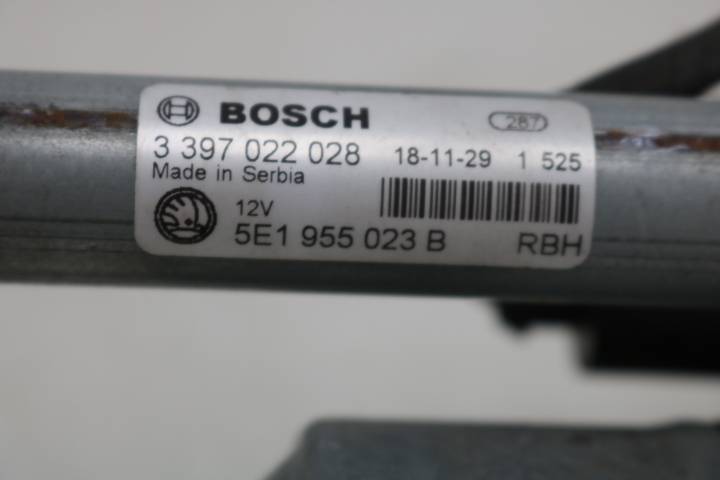 BOSCH 287
3 397 022 028 18-11-29 1 525
Made in Serbia
12V
5E1 955 023 B RBH